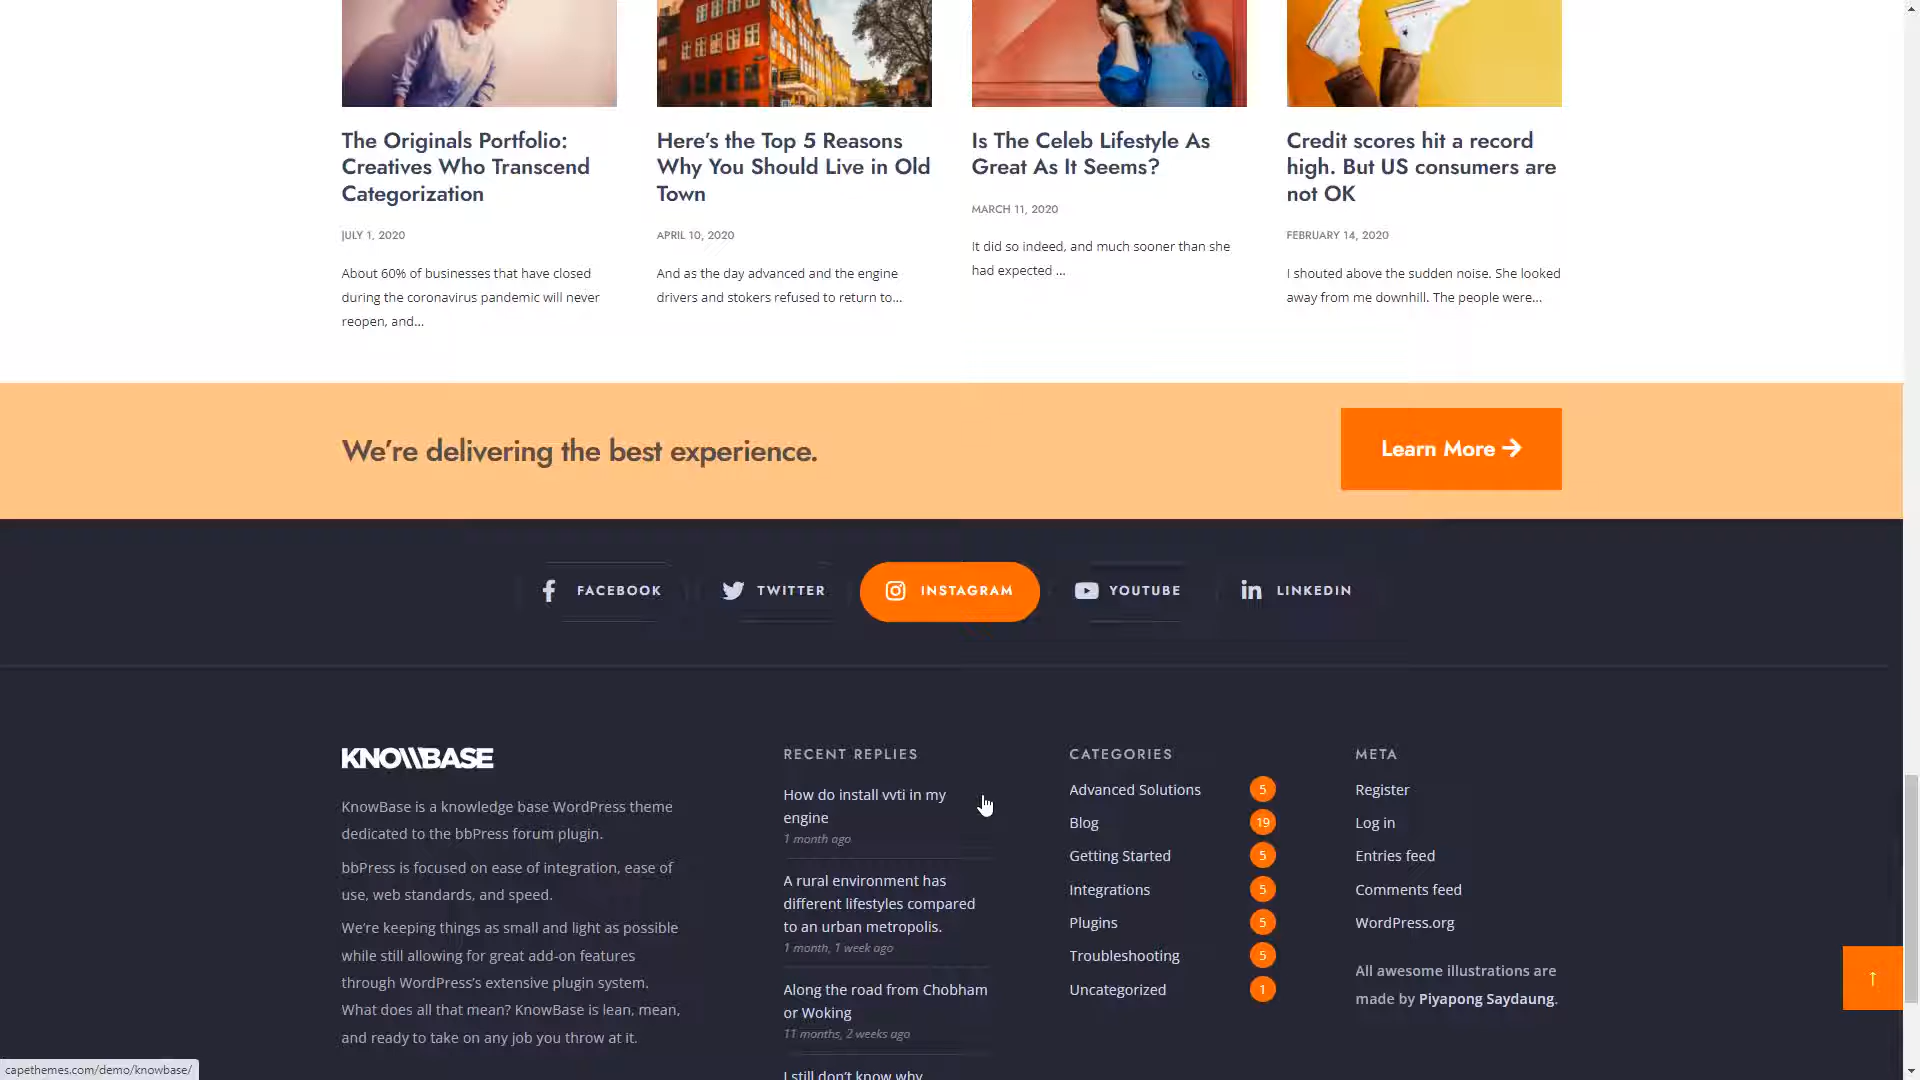 The Originals Portfolio:
Creatives Who Transcend
Categorization
JULY 1, 2020
About 60% of businesses that have closed
during the coronavirus pandemic will never
reopen, and...
Here's the Top 5 Reasons
Why You Should Live in Old
Town
APRIL 10, 2020
And as the day advanced and the engine
drivers and stokers refused to return to...
Is The Celeb Lifestyle As
Great As It Seems?
MARCH 11, 2020
It did so indeed, and much sooner than she
had expected ...
Credit scores hit a record
high. But US consumers are
not OK
FEBRUARY 14, 2020
I shouted above the sudden noise. She looked
away from me downhill. The people were...
We're delivering the best experience.
Learn More →
FACEBOOK
TWITTER
INSTAGRAM
YOUTUBE
LINKEDIN
KNOWBASE
KnowBase is a knowledge base WordPress theme
dedicated to the bbPress forum plugin.
bbPress is focused on ease of integration, ease of
use, web standards, and speed.
We're keeping things as small and light as possible
while still allowing for great add-on features
through WordPress's extensive plugin system.
What does all that mean? KnowBase is lean, mean,
and ready to take on any job you throw at it.
RECENT REPLIES
How do install vvti in my
engine
1 month ago
A rural environment has
different lifestyles compared
to an urban metropolis.
1 month, 1 week ago
Along the road from Chobham
or Woking
11 months, 2 weeks ago
I still don't know why
CATEGORIES
Advanced Solutions 5
Blog 19
Getting Started 5
Integrations 5
Plugins 5
Troubleshooting 5
Uncategorized 1
META
Register
Log in
Entries feed
Comments feed
WordPress.org
All awesome illustrations are
made by Piyapong Saydaung.
↑
capethemes.com/demo/knowbase/